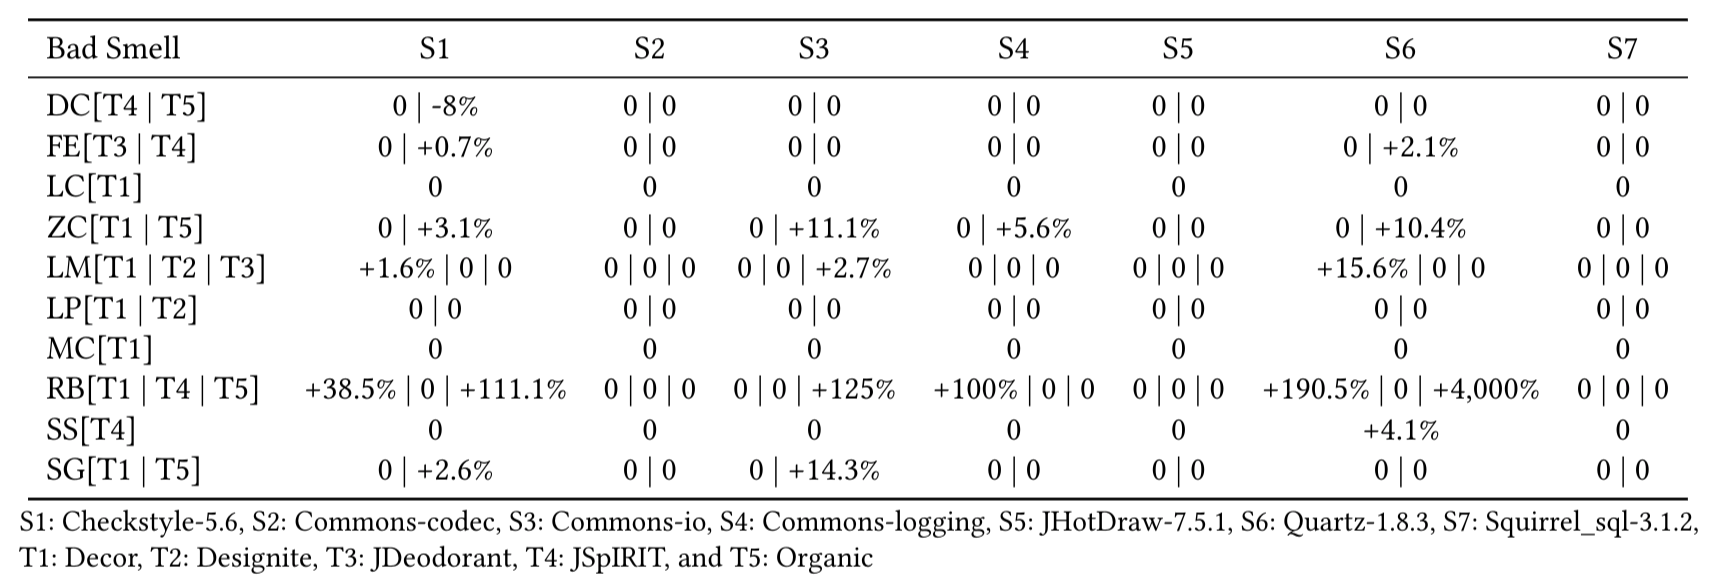 Bad Smell S1 S2 S3 S4 S5 S6 S7
DC[T4 | T5] 0 | -8% 0 | 0 0 | 0 0 | 0 0 | 0 0 | 0 0 | 0
FE[T3 | T4] 0 | +0.7% 0 | 0 0 | 0 0 | 0 0 | 0 0 | +2.1% 0 | 0
LC[T1] 0 0 0 0 0 0 0
ZC[T1 | T5] 0 | +3.1% 0 | 0 0 | +11.1% 0 | +5.6% 0 | 0 0 | +10.4% 0 | 0
LM[T1 | T2 | T3] +1.6% | 0 | 0 0 | 0 | 0 0 | 0 | +2.7% 0 | 0 | 0 0 | 0 | 0 +15.6% | 0 | 0 0 | 0 | 0
LP[T1 | T2] 0 | 0 0 | 0 0 | 0 0 | 0 0 | 0 0 | 0 0 | 0
MC[T1] 0 0 0 0 0 0 0
RB[T1 | T4 | T5] +38.5% | 0 | +111.1% 0 | 0 | 0 0 | 0 | +125% +100% | 0 | 0 0 | 0 | 0 +190.5% | 0 | +4,000% 0 | 0 | 0
SS[T4] 0 0 0 0 0 +4.1% 0
SG[T1 | T5] 0 | +2.6% 0 | 0 0 | +14.3% 0 | 0 0 | 0 0 | 0 0 | 0
S1: Checkstyle-5.6, S2: Commons-codec, S3: Commons-io, S4: Commons-logging, S5: JHotDraw-7.5.1, S6: Quartz-1.8.3, S7: Squirrel_sql-3.1.2,
T1: Decor, T2: Designite, T3: JDeodorant, T4: JSpIRIT, and T5: Organic